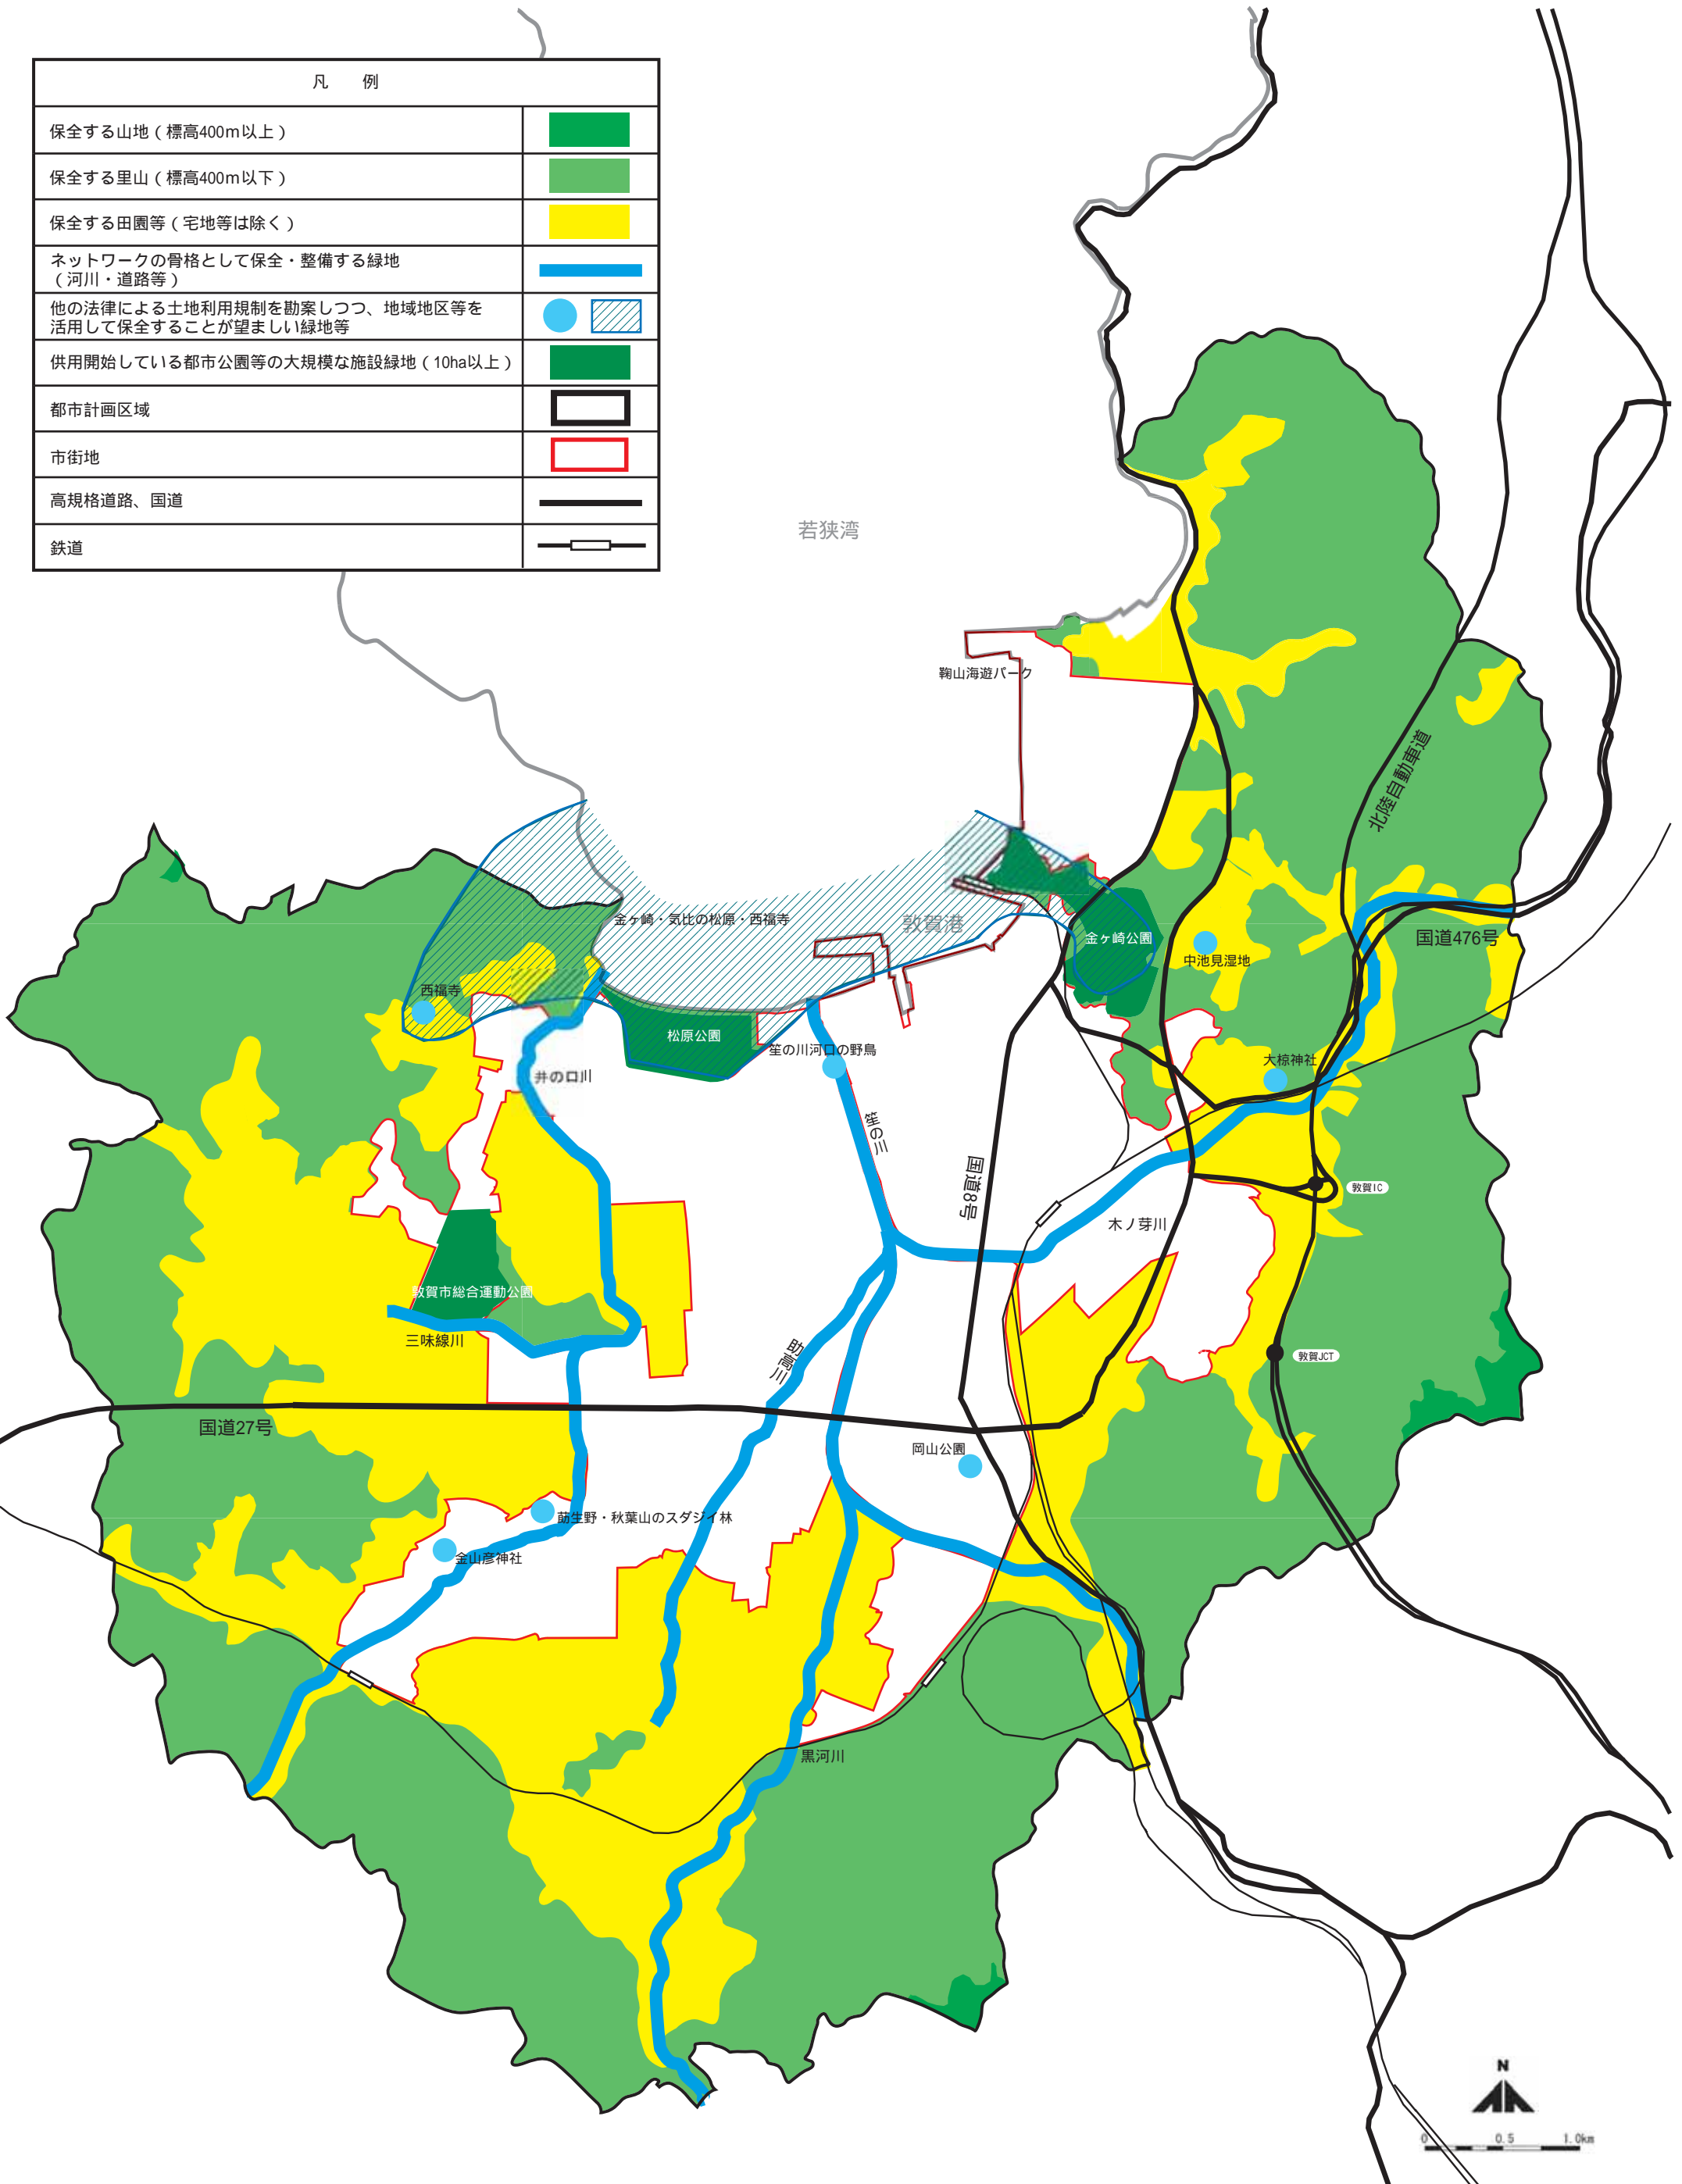 凡 例
保全する山地(標高400m以上)
保全する里山(標高400m以下)
保全する田園等(宅地等は除く)
ネットワークの骨格として保全・整備する緑地
(河川・道路等)
他の法律による土地利用規制を勘案しつつ、地域地区等を
活用して保全することが望ましい緑地等
供用開始している都市公園等の大規模な施設緑地(10ha以上)
都市計画区域
市街地
高規格道路、国道
鉄道
若狭湾
鞠山海遊パーク
北陸自動車道
金ヶ崎・気比の松原・西福寺
敦賀港
金ヶ崎公園
国道476号
中池見湿地
西福寺
松原公園
笙の川河口の野鳥
大椋神社
井の口川
笙の川
国道8号
敦賀IC
木ノ芽川
敦賀市総合運動公園
三味線川
助高川
敦賀JCT
国道27号
岡山公園
莇生野・秋葉山のスダジイ林
金山彦神社
黒河川
N
0 0.5 1.0km